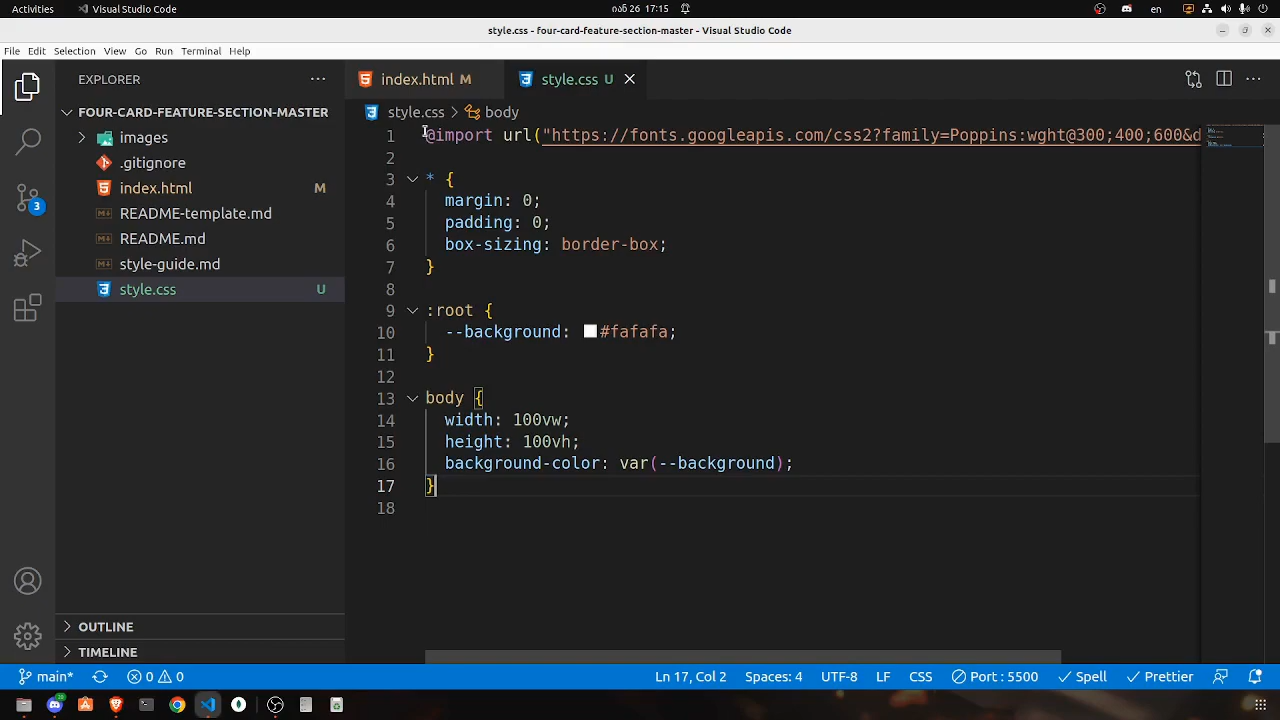 Activities Visual Studio Code იან 26 17:15 en
style.css - four-card-feature-section-master - Visual Studio Code
File Edit Selection View Go Run Terminal Help
EXPLORER
FOUR-CARD-FEATURE-SECTION-MASTER
images
.gitignore
index.html M
README-template.md
README.md
style-guide.md
style.css U
OUTLINE
TIMELINE
3
index.html M style.css U
style.css body
1 @import url("https://fonts.googleapis.com/css2?family=Poppins:wght@300;400;600&d
2
3 * {
4 margin: 0;
5 padding: 0;
6 box-sizing: border-box;
7 }
8
9 :root {
10 --background: #fafafa;
11 }
12
13 body {
14 width: 100vw;
15 height: 100vh;
16 background-color: var(--background);
17 }
18
main* 0 0 Ln 17, Col 2 Spaces: 4 UTF-8 LF CSS Port : 5500 Spell Prettier